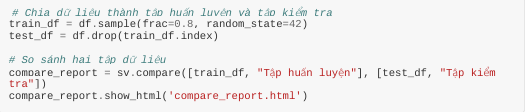 # Chia dữ liệu thành tập huấn luyện và tập kiểm tra
train_df = df.sample(frac=0.8, random_state=42)
test_df = df.drop(train_df.index)

# So sánh hai tập dữ liệu
compare_report = sv.compare([train_df, "Tập huấn luyện"], [test_df, "Tập kiểm
tra"])
compare_report.show_html('compare_report.html')